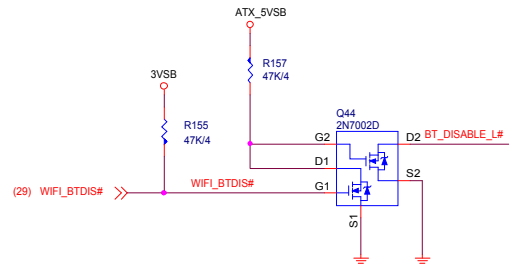 ATX_5VSB
3VSB
R157
47K/4
R155
47K/4
Q44
2N7002D
G2
D2
BT_DISABLE_L#
D1
S2
(29) WIFI_BTDIS#
WIFI_BTDIS#
G1
S1